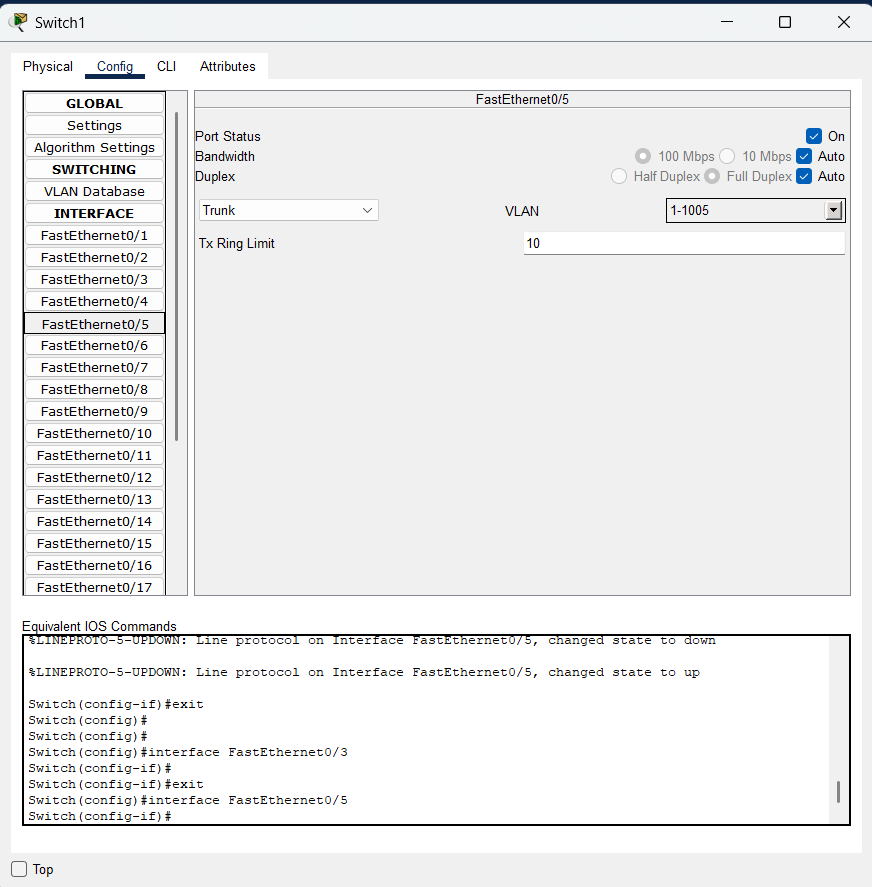 Switch1
Physical Config CLI Attributes
GLOBAL
Settings
Algorithm Settings
SWITCHING
VLAN Database
INTERFACE
FastEthernet0/1
FastEthernet0/2
FastEthernet0/3
FastEthernet0/4
FastEthernet0/5
FastEthernet0/6
FastEthernet0/7
FastEthernet0/8
FastEthernet0/9
FastEthernet0/10
FastEthernet0/11
FastEthernet0/12
FastEthernet0/13
FastEthernet0/14
FastEthernet0/15
FastEthernet0/16
FastEthernet0/17
FastEthernet0/5
Port Status On
Bandwidth 100 Mbps 10 Mbps Auto
Duplex Half Duplex Full Duplex Auto
Trunk VLAN 1-1005
Tx Ring Limit 10
Equivalent IOS Commands
%LINEPROTO-5-UPDOWN: Line protocol on Interface FastEthernet0/5, changed state to down
%LINEPROTO-5-UPDOWN: Line protocol on Interface FastEthernet0/5, changed state to up
Switch(config-if)#exit
Switch(config)#
Switch(config)#
Switch(config)#interface FastEthernet0/3
Switch(config-if)#
Switch(config-if)#exit
Switch(config)#interface FastEthernet0/5
Switch(config-if)#
Top